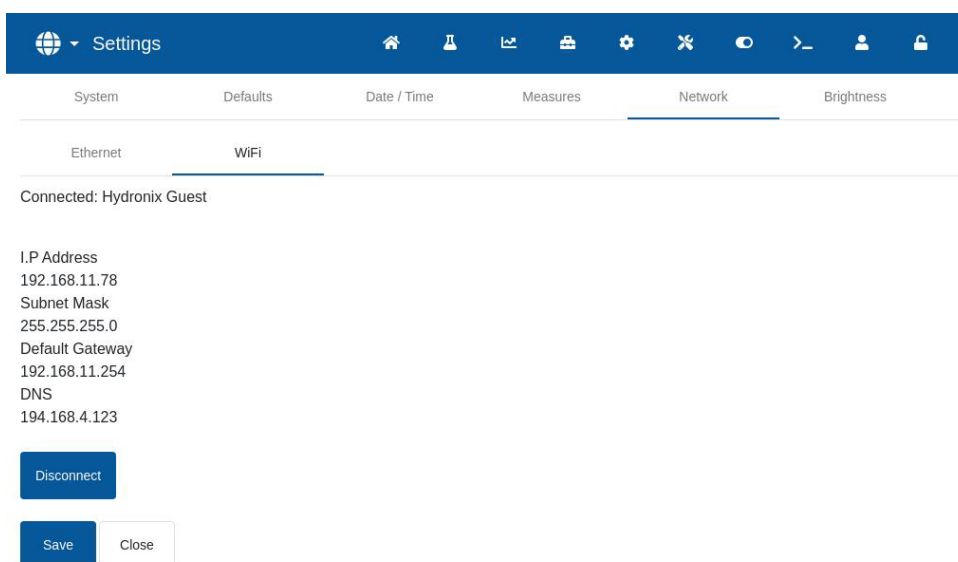 Settings
System Defaults Date / Time Measures Network Brightness
Ethernet WiFi
Connected: Hydronix Guest
I.P Address
192.168.11.78
Subnet Mask
255.255.255.0
Default Gateway
192.168.11.254
DNS
194.168.4.123
Disconnect
Save Close